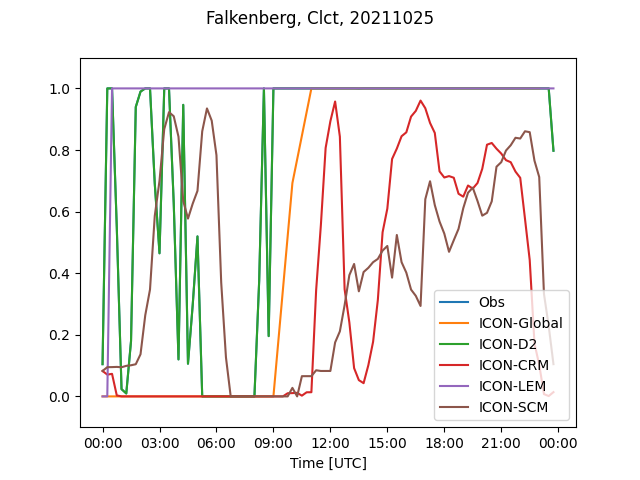 Falkenberg, Clct, 20211025
1.0
0.8
0.6
0.4
0.2
0.0
Obs
ICON-Global
ICON-D2
ICON-CRM
ICON-LEM
ICON-SCM
00:00 03:00 06:00 09:00 12:00 15:00 18:00 21:00 00:00
Time [UTC]